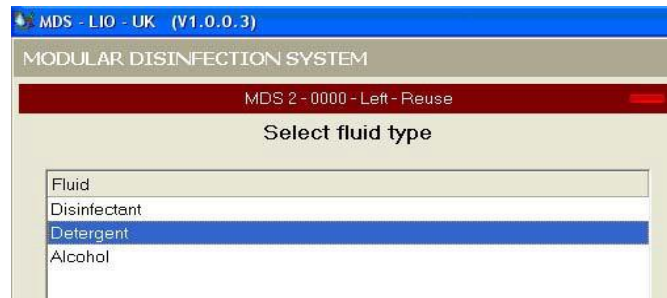 MDS - LIO - UK (V1.0.0.3)
MODULAR DISINFECTION SYSTEM
MDS 2 - 0000 - Left - Reuse
Select fluid type
Fluid
Disinfectant
Detergent
Alcohol